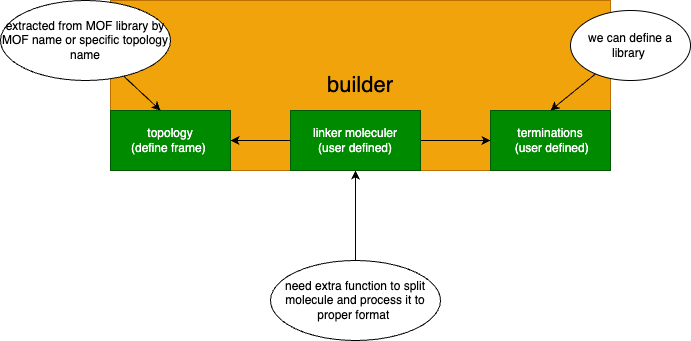 extracted from MOF library by
MOF name or specific topology
name
we can define a
library
builder
topology
(define frame)
linker moleculer
(user defined)
terminations
(user defined)
need extra function to split
molecule and process it to
proper format